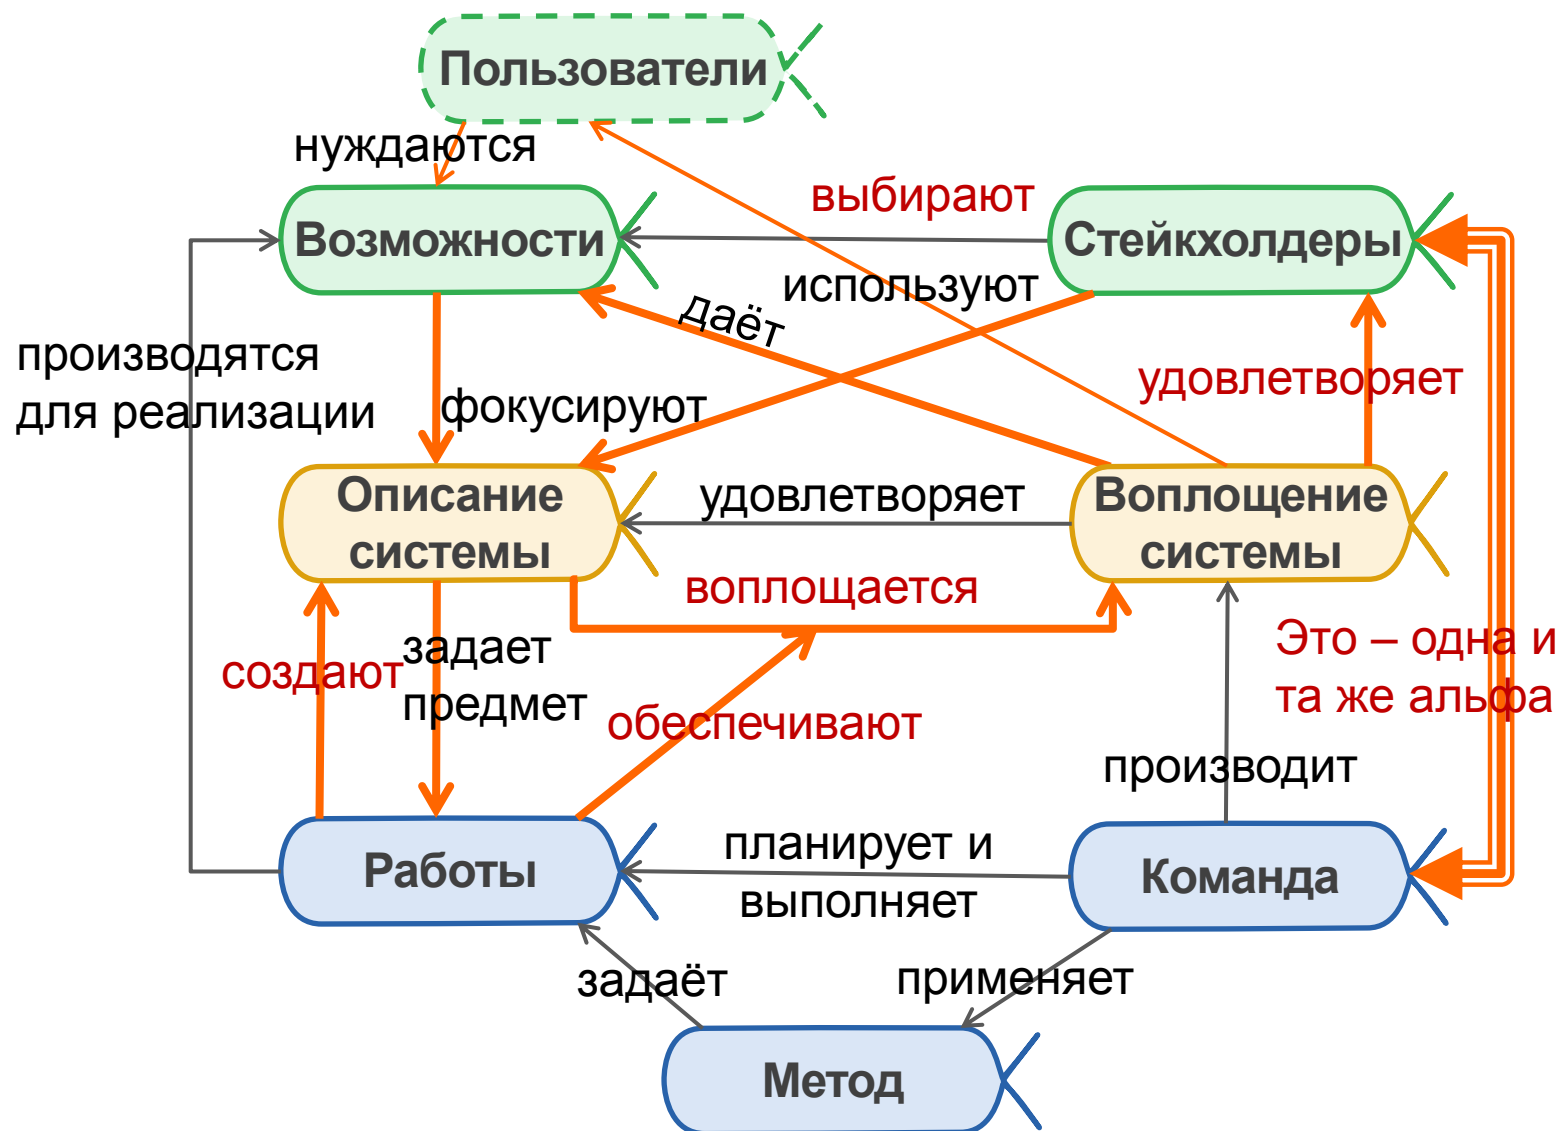 Пользователи
нуждаются
выбирают
Возможности
Стейкхолдеры
используют
даёт
производятся
для реализации
удовлетворяет
фокусируют
Описание
системы
удовлетворяет
Воплощение
системы
воплощается
создают
задает
предмет
Это – одна и
та же альфа
обеспечивают
производит
Работы
планирует и
выполняет
Команда
задаёт
применяет
Метод